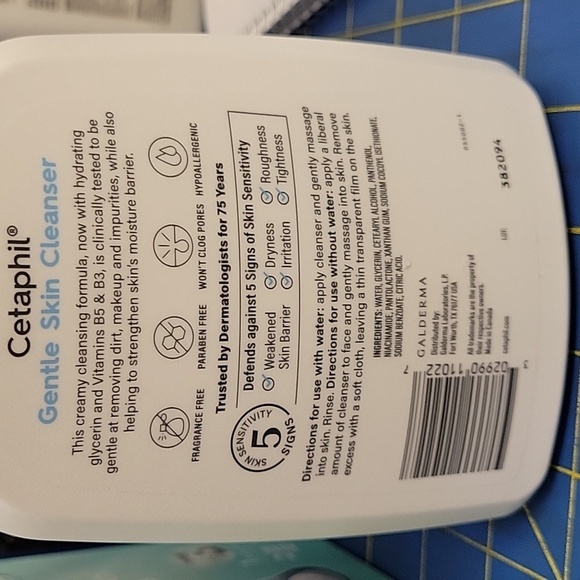 Cetaphil®
Gentle Skin Cleanser
This creamy cleansing formula, now with hydrating
glycerin and Vitamins B5 & B3, is clinically tested to be
gentle at removing dirt, makeup and impurities, while also
helping to strengthen skin's moisture barrier.
FRAGRANCE FREE
PARABEN FREE
WON'T CLOG PORES
HYPOALLERGENIC
Trusted by Dermatologists for 75 Years
SKIN SENSITIVITY
5
SIGNS
Defends against 5 Signs of Skin Sensitivity
Weakened
Skin Barrier
Dryness
Irritation
Roughness
Tightness
Directions for use with water: apply cleanser and gently massage
into skin. Rinse. Directions for use without water: apply a liberal
amount of cleanser to face and gently massage into skin. Remove
excess with a soft cloth, leaving a thin transparent film on the skin.
INGREDIENTS: WATER, GLYCERIN, CETEARYL ALCOHOL, PANTHENOL,
NIACINAMIDE, PANTOLACTONE, XANTHAN GUM, SODIUM COCOYL ISETHIONATE,
SODIUM BENZOATE, CITRIC ACID.
3 02990 11022 7
GALDERMA
Distributed by:
Galderma Laboratories, L.P.
Fort Worth, TX 76177 USA
All trademarks are the property of
their respective owners.
Made in Canada
cetaphil.com
382094